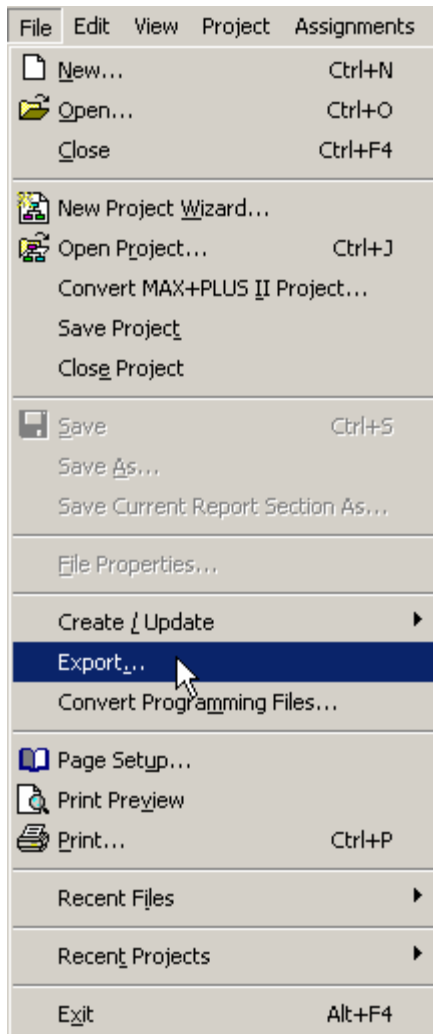 File Edit View Project Assignments
New... Ctrl+N
Open... Ctrl+O
Close Ctrl+F4
New Project Wizard...
Open Project... Ctrl+J
Convert MAX+PLUS II Project...
Save Project
Close Project
Save Ctrl+S
Save As...
Save Current Report Section As...
File Properties...
Create / Update
Export...
Convert Programming Files...
Page Setup...
Print Preview
Print... Ctrl+P
Recent Files
Recent Projects
Exit Alt+F4